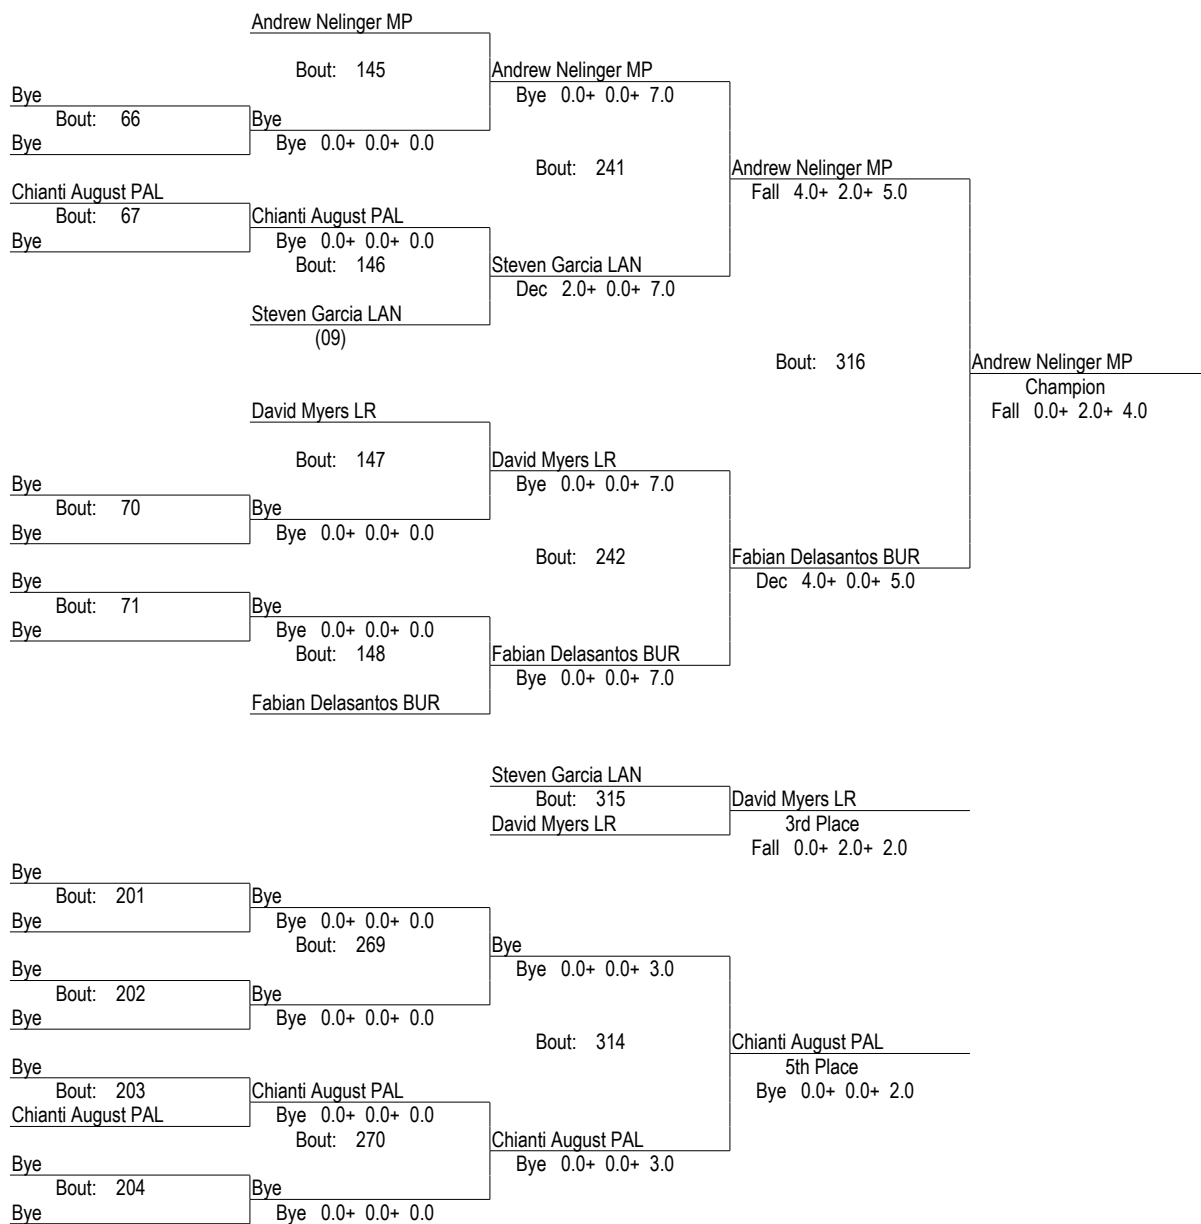 Andrew Nelinger MP
Bout: 145
Andrew Nelinger MP
Bye
Bye 0.0+ 0.0+ 7.0
Bout: 66
Bye
Bye
Bye 0.0+ 0.0+ 0.0
Bout: 241
Andrew Nelinger MP
Chianti August PAL
Fall 4.0+ 2.0+ 5.0
Bout: 67
Chianti August PAL
Bye
Bye 0.0+ 0.0+ 0.0
Bout: 146
Steven Garcia LAN
Dec 2.0+ 0.0+ 7.0
Steven Garcia LAN
(09)
Bout: 316
Andrew Nelinger MP
Champion
Fall 0.0+ 2.0+ 4.0
David Myers LR
Bout: 147
David Myers LR
Bye
Bye 0.0+ 0.0+ 7.0
Bout: 70
Bye
Bye
Bye 0.0+ 0.0+ 0.0
Bout: 242
Fabian Delasantos BUR
Bye
Dec 4.0+ 0.0+ 5.0
Bout: 71
Bye
Bye
Bye 0.0+ 0.0+ 0.0
Bout: 148
Fabian Delasantos BUR
Bye 0.0+ 0.0+ 7.0
Fabian Delasantos BUR
Steven Garcia LAN
Bout: 315
David Myers LR
David Myers LR
3rd Place
Fall 0.0+ 2.0+ 2.0
Bye
Bout: 201
Bye
Bye
Bye 0.0+ 0.0+ 0.0
Bout: 269
Bye
Bye
Bye 0.0+ 0.0+ 3.0
Bout: 202
Bye
Bye
Bye 0.0+ 0.0+ 0.0
Bout: 314
Chianti August PAL
Bye
5th Place
Bout: 203
Chianti August PAL
Bye 0.0+ 0.0+ 2.0
Chianti August PAL
Bye 0.0+ 0.0+ 0.0
Bout: 270
Chianti August PAL
Bye
Bye 0.0+ 0.0+ 3.0
Bout: 204
Bye
Bye
Bye 0.0+ 0.0+ 0.0